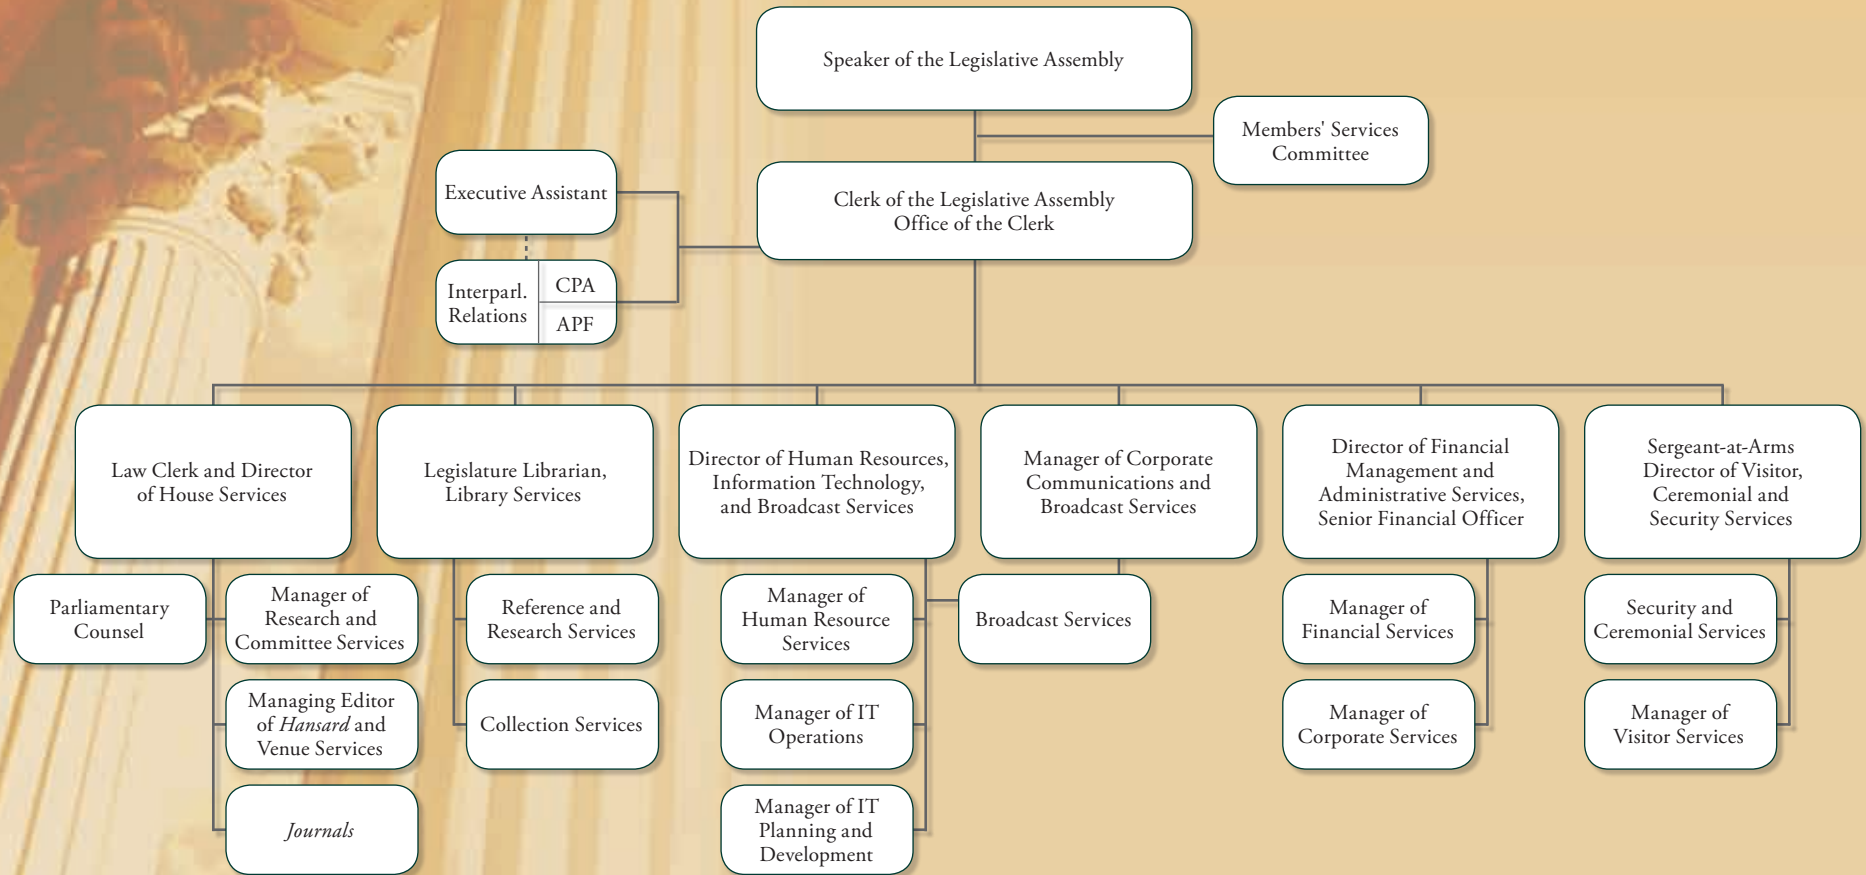 Speaker of the Legislative Assembly
Members' Services
Committee
Executive Assistant
Clerk of the Legislative Assembly
Office of the Clerk
Interparl.
Relations
CPA
APF
Law Clerk and Director
of House Services
Legislature Librarian,
Library Services
Director of Human Resources,
Information Technology,
and Broadcast Services
Manager of Corporate
Communications and
Broadcast Services
Director of Financial
Management and
Administrative Services,
Senior Financial Officer
Sergeant-at-Arms
Director of Visitor,
Ceremonial and
Security Services
Parliamentary
Counsel
Manager of
Research and
Committee Services
Managing Editor
of Hansard and
Venue Services
Journals
Reference and
Research Services
Collection Services
Manager of
Human Resource
Services
Manager of IT
Operations
Manager of IT
Planning and
Development
Broadcast Services
Manager of
Financial Services
Manager of
Corporate Services
Security and
Ceremonial Services
Manager of
Visitor Services